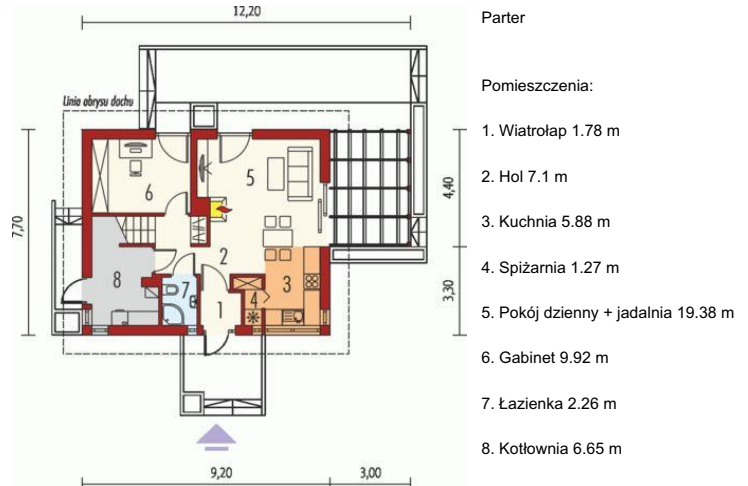 12,20
Parter
Pomieszczenia:
Linia obrysu dachu
1. Wiatrołap 1.78 m
2. Hol 7.1 m
3. Kuchnia 5.88 m
4. Spiżarnia 1.27 m
5. Pokój dzienny + jadalnia 19.38 m
6. Gabinet 9.92 m
7. Łazienka 2.26 m
8. Kotłownia 6.65 m
7,70
4,40
3,30
6
5
2
8
7
3
4
1
9,20
3,00